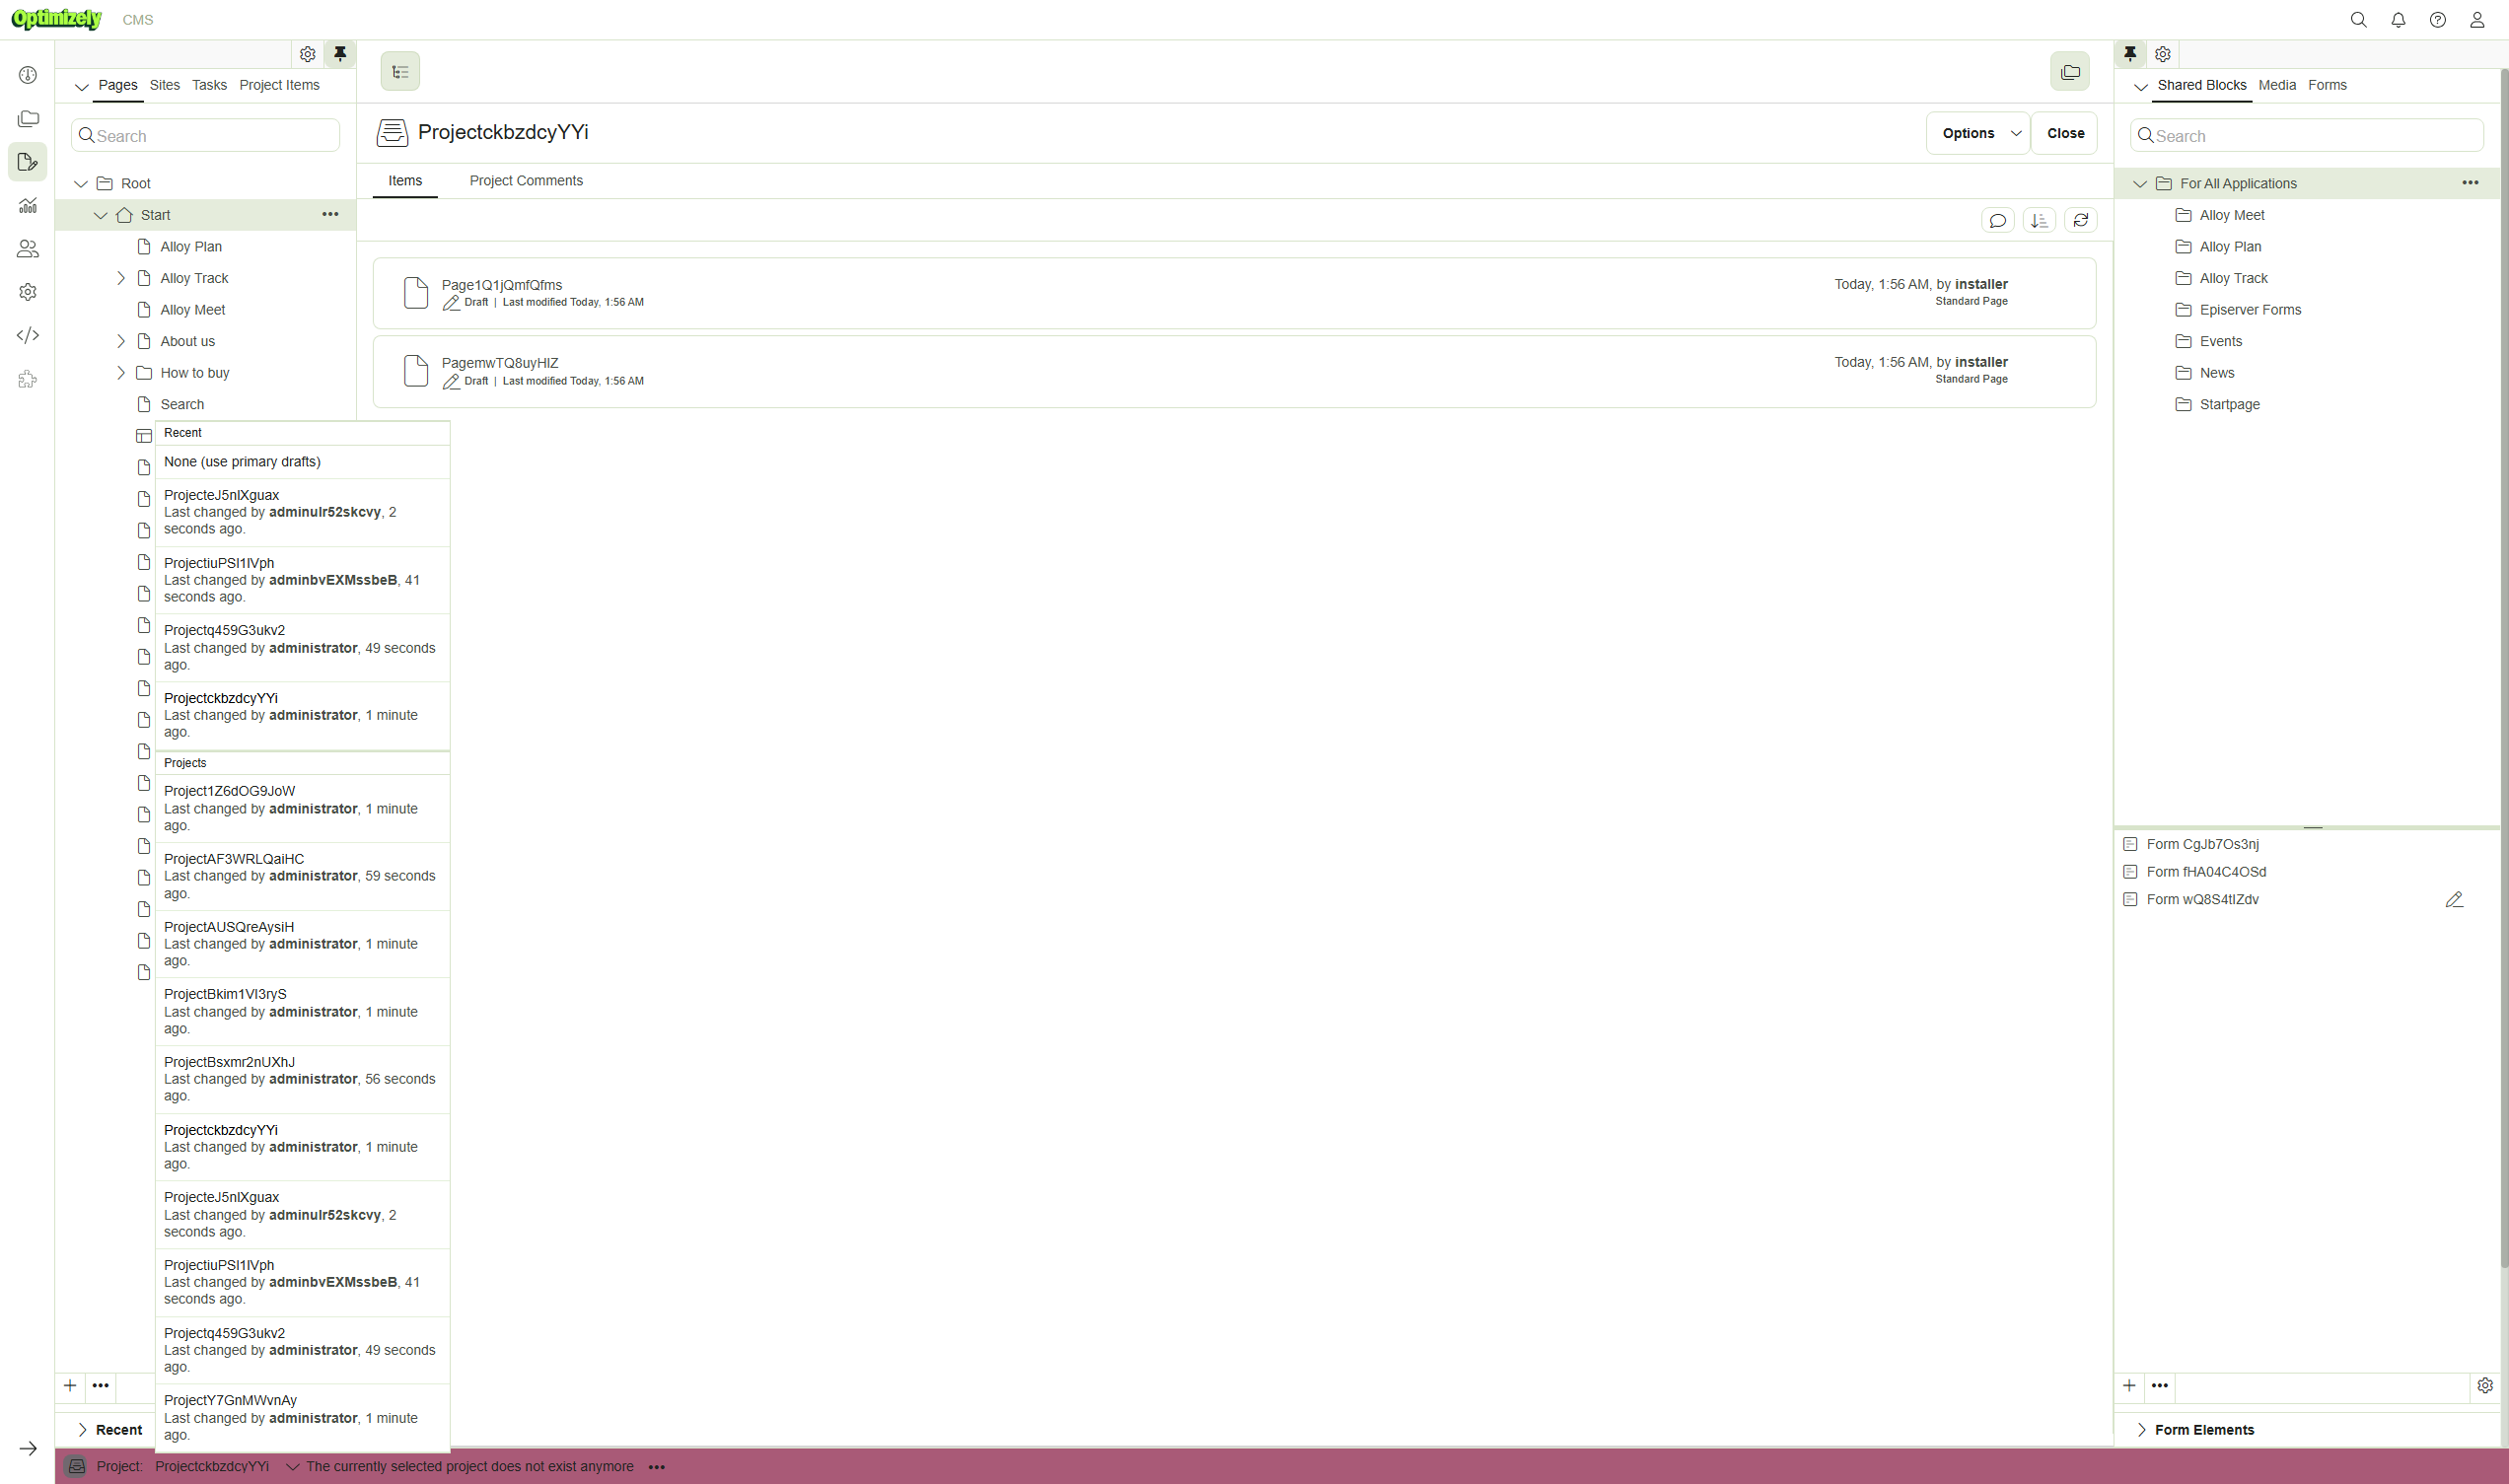 Optimizely CMS
Pages Sites Tasks Project Items
Search
Root
Start
Alloy Plan
Alloy Track
Alloy Meet
About us
How to buy
Search
Recent
None (use primary drafts)
ProjecteJ5nIXguax
Last changed by adminulr52skcvy, 2
seconds ago.
ProjectiuPSI1IVph
Last changed by adminbvEXMssbeB, 41
seconds ago.
Projectq459G3ukv2
Last changed by administrator, 49 seconds
ago.
ProjectckbzdcyYYi
Last changed by administrator, 1 minute
ago.
Projects
Project1Z6dOG9JoW
Last changed by administrator, 1 minute
ago.
ProjectAF3WRLQaiHC
Last changed by administrator, 59 seconds
ago.
ProjectAUSQreAysiH
Last changed by administrator, 1 minute
ago.
ProjectBkim1VI3ryS
Last changed by administrator, 1 minute
ago.
ProjectBsxmr2nUXhJ
Last changed by administrator, 56 seconds
ago.
ProjectckbzdcyYYi
Last changed by administrator, 1 minute
ago.
ProjecteJ5nIXguax
Last changed by adminulr52skcvy, 2
seconds ago.
ProjectiuPSI1IVph
Last changed by adminbvEXMssbeB, 41
seconds ago.
Projectq459G3ukv2
Last changed by administrator, 49 seconds
ago.
ProjectY7GnMWvnAy
Last changed by administrator, 1 minute
ago.
Recent
Project: ProjectckbzdcyYYi The currently selected project does not exist anymore
ProjectckbzdcyYYi
Options
Close
Items Project Comments
Page1Q1jQmfQfms
Draft | Last modified Today, 1:56 AM
Today, 1:56 AM, by installer
Standard Page
PagemwTQ8uyHIZ
Draft | Last modified Today, 1:56 AM
Today, 1:56 AM, by installer
Standard Page
Shared Blocks Media Forms
Search
For All Applications
Alloy Meet
Alloy Plan
Alloy Track
Episerver Forms
Events
News
Startpage
Form CgJb7Os3nj
Form fHA04C4OSd
Form wQ8S4tIZdv
Form Elements